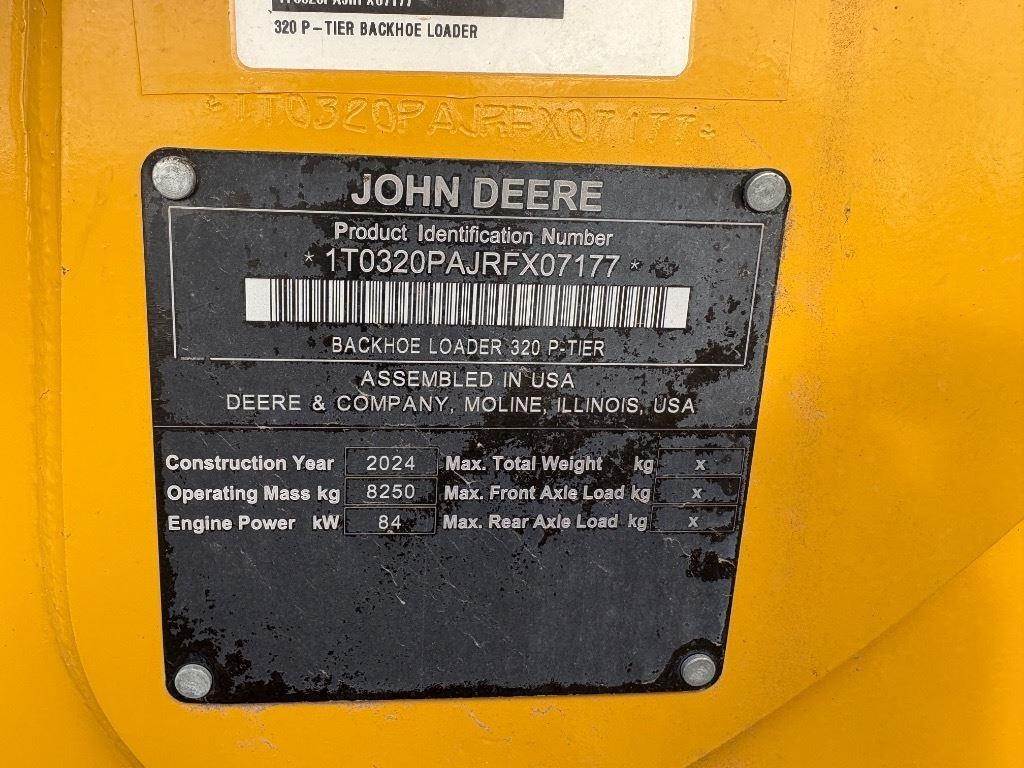 1T0320PAJRFX07177
320 P-TIER BACKHOE LOADER
*1T0320PAJRFX07177*
JOHN DEERE
Product Identification Number
* 1T0320PAJRFX07177 *
BACKHOE LOADER 320 P-TIER
ASSEMBLED IN USA
DEERE & COMPANY, MOLINE, ILLINOIS, USA
Construction Year 2024 Max. Total Weight kg x
Operating Mass kg 8250 Max. Front Axle Load kg x
Engine Power kW 84 Max. Rear Axle Load kg x